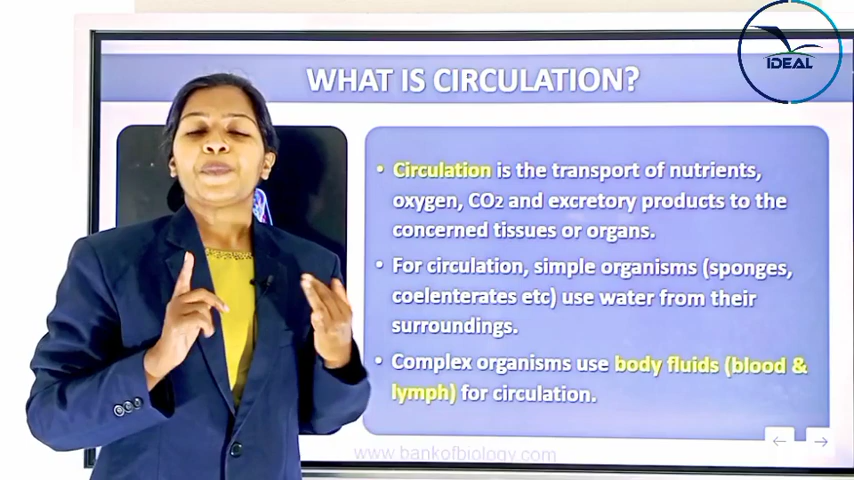 IDEAL
WHAT IS CIRCULATION?
• Circulation is the transport of nutrients,
oxygen, CO2 and excretory products to the
concerned tissues or organs.
• For circulation, simple organisms (sponges,
coelenterates etc) use water from their
surroundings.
• Complex organisms use body fluids (blood &
lymph) for circulation.
www.bankofbiology.com